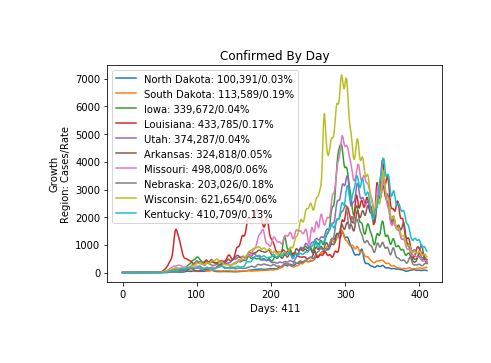 Confirmed By Day
Growth
Region: Cases/Rate
7000
6000
5000
4000
3000
2000
1000
0
North Dakota: 100,391/0.03%
South Dakota: 113,589/0.19%
Iowa: 339,672/0.04%
Louisiana: 433,785/0.17%
Utah: 374,287/0.04%
Arkansas: 324,818/0.05%
Missouri: 498,008/0.06%
Nebraska: 203,026/0.18%
Wisconsin: 621,654/0.06%
Kentucky: 410,709/0.13%
0 100 200 300 400
Days: 411